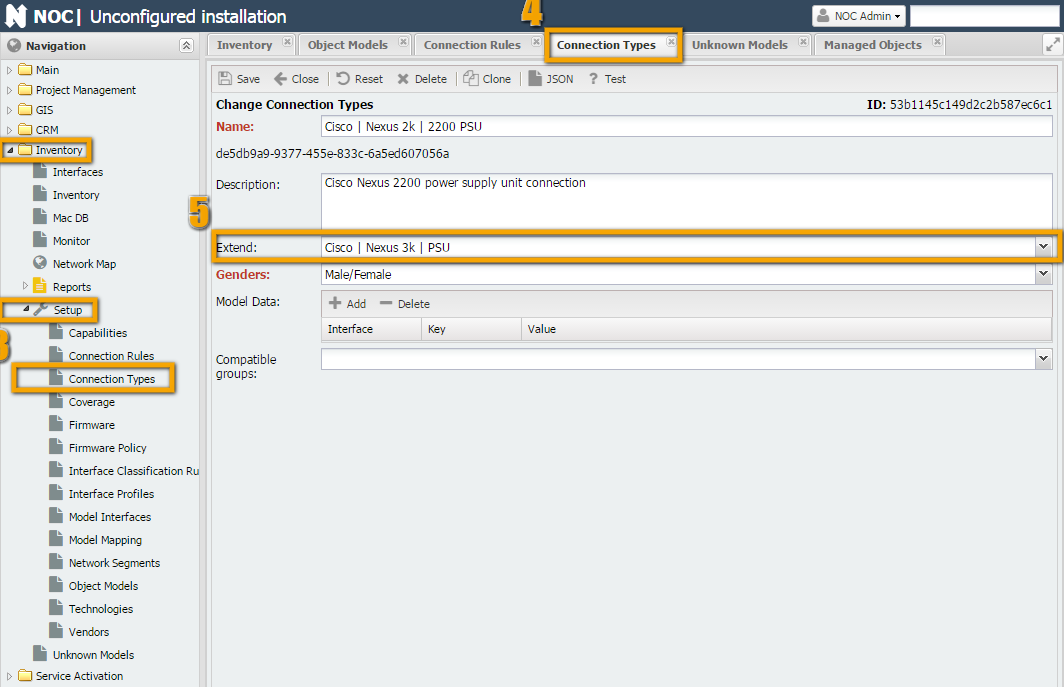 NOC | Unconfigured installation
4
NOC Admin
Navigation
Main
Project Management
GIS
CRM
Inventory
Interfaces
Inventory
Mac DB
Monitor
Network Map
Reports
Setup
3
Capabilities
Connection Rules
Connection Types
Coverage
Firmware
Firmware Policy
Interface Classification Ru
Interface Profiles
Model Interfaces
Model Mapping
Network Segments
Object Models
Technologies
Vendors
Unknown Models
Service Activation
Inventory Object Models Connection Rules Connection Types Unknown Models Managed Objects
Save Close Reset Delete Clone JSON ? Test
Change Connection Types ID: 53b1145c149d2c2b587ec6c1
Name: Cisco | Nexus 2k | 2200 PSU
de5db9a9-9377-455e-833c-6a5ed607056a
Description: Cisco Nexus 2200 power supply unit connection
5
Extend: Cisco | Nexus 3k | PSU
Genders: Male/Female
Model Data: Add Delete
Interface Key Value
Compatible
groups: